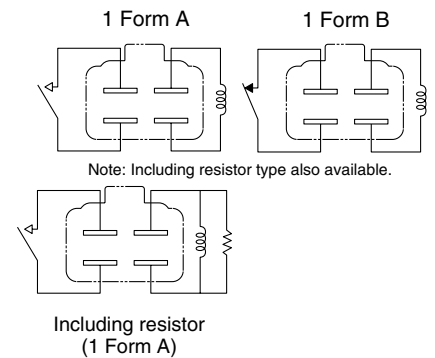 1 Form A
1 Form B
Note: Including resistor type also available.
Including resistor
(1 Form A)